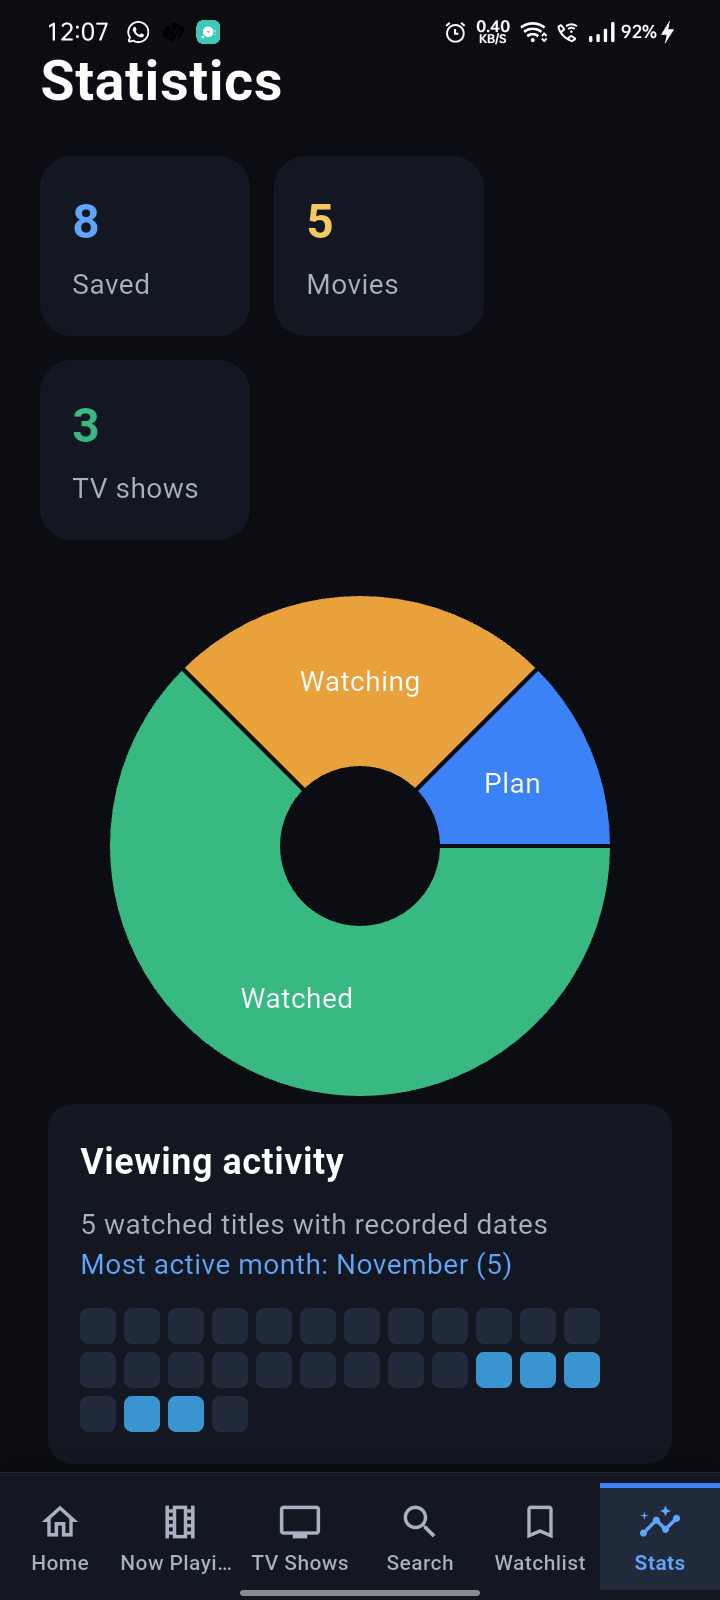 12:07 0.40 KB/S 92%
Statistics
8
Saved
5
Movies
3
TV shows
Watching
Plan
Watched
Viewing activity
5 watched titles with recorded dates
Most active month: November (5)
Home Now Playi... TV Shows Search Watchlist Stats